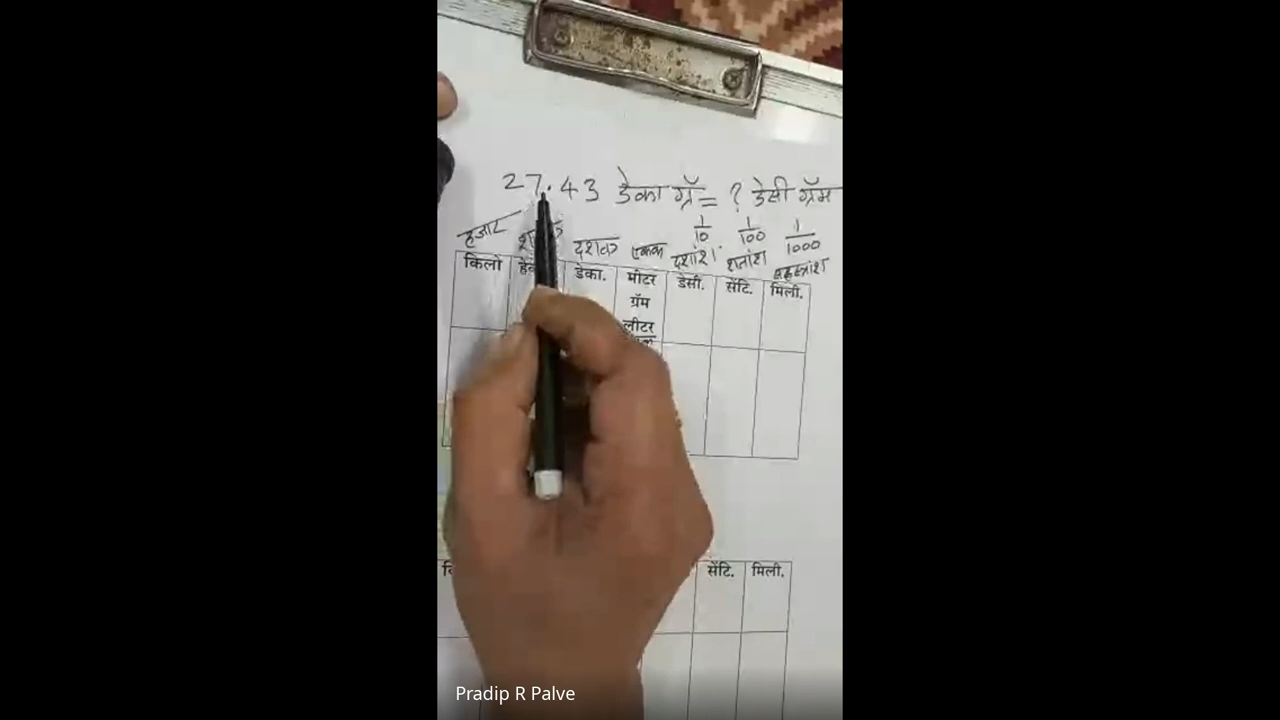 27.43 डेका ग्रॅ = ? डेसी ग्रॅम
1/10 1/100 1/1000
हजार दशक एकक दशांश शतांश सहस्त्रांश
किलो डेका. मीटर डेसी. सेंटि. मिली.
ग्रॅम
लीटर
सेंटि. मिली.
Pradip R Palve